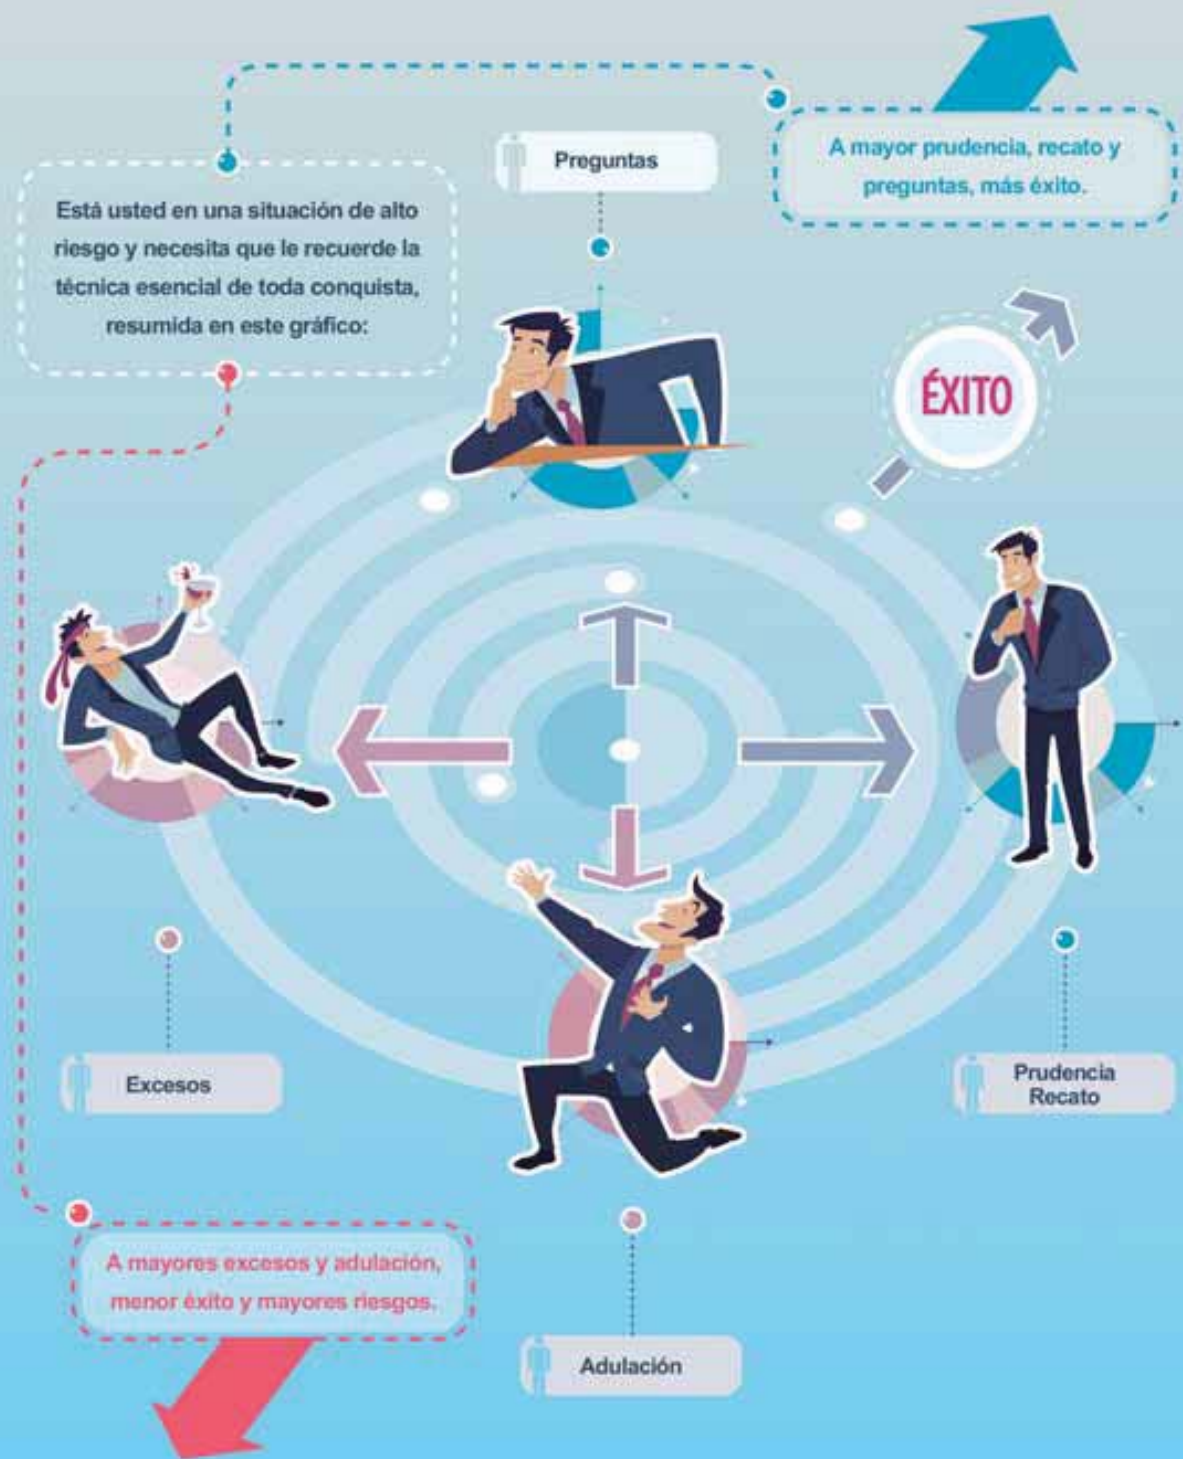 Está usted en una situación de alto
riesgo y necesita que le recuerde la
técnica esencial de toda conquista,
resumida en este gráfico:
Preguntas
A mayor prudencia, recato y
preguntas, más éxito.
ÉXITO
Excesos
Prudencia
Recato
A mayores excesos y adulación,
menor éxito y mayores riesgos.
Adulación